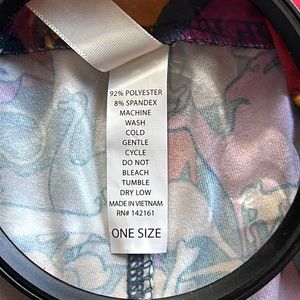 92% POLYESTER
8% SPANDEX
MACHINE
WASH
COLD
GENTLE
CYCLE
DO NOT
BLEACH
TUMBLE
DRY LOW
MADE IN VIETNAM
RN# 142161
ONE SIZE